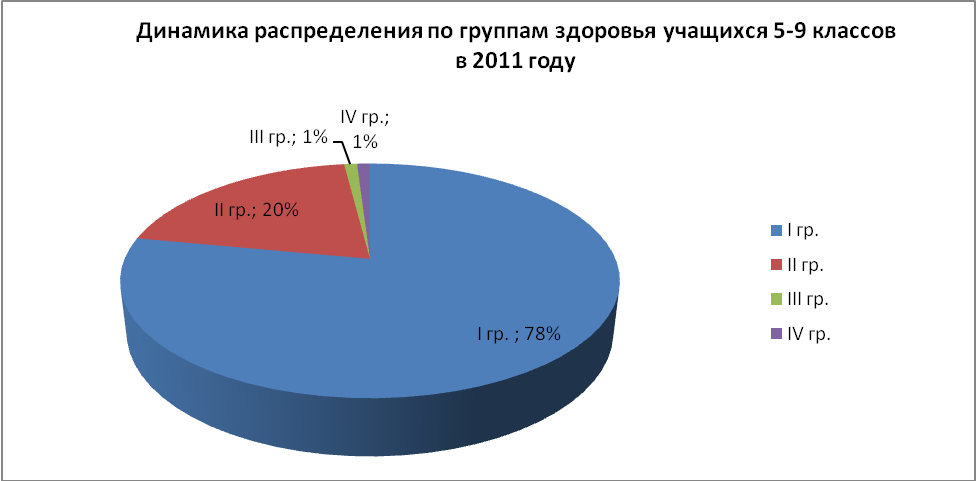 Динамика распределения по группам здоровья учащихся 5-9 классов
в 2011 году
IV гр.;
1%
III гр.; 1%
II гр.; 20%
I гр. ; 78%
I гр.
II гр.
III гр.
IV гр.